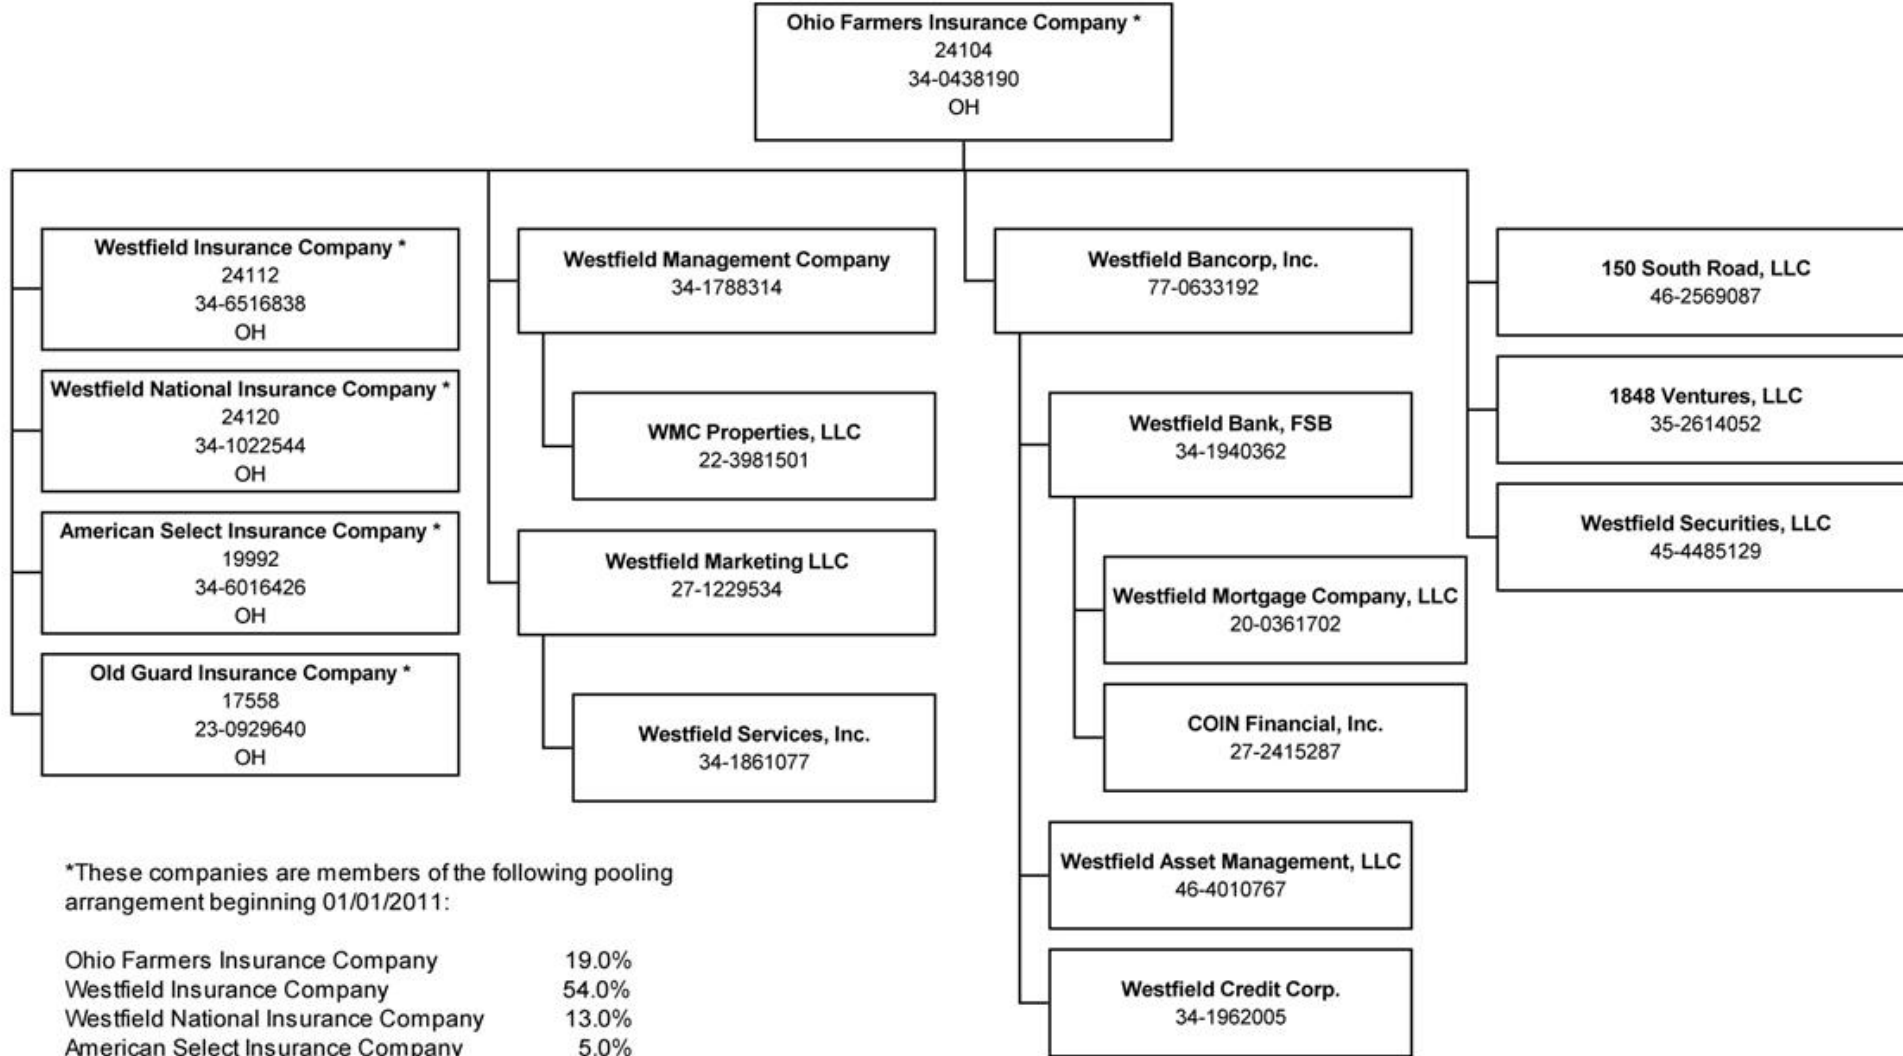 Ohio Farmers Insurance Company *
24104
34-0438190
OH
Westfield Insurance Company *
24112
34-6516838
OH
Westfield National Insurance Company *
24120
34-1022544
OH
American Select Insurance Company *
19992
34-6016426
OH
Old Guard Insurance Company *
17558
23-0929640
OH
Westfield Management Company
34-1788314
WMC Properties, LLC
22-3981501
Westfield Marketing LLC
27-1229534
Westfield Services, Inc.
34-1861077
Westfield Bancorp, Inc.
77-0633192
Westfield Bank, FSB
34-1940362
Westfield Mortgage Company, LLC
20-0361702
COIN Financial, Inc.
27-2415287
Westfield Asset Management, LLC
46-4010767
Westfield Credit Corp.
34-1962005
150 South Road, LLC
46-2569087
1848 Ventures, LLC
35-2614052
Westfield Securities, LLC
45-4485129
*These companies are members of the following pooling
arrangement beginning 01/01/2011:
Ohio Farmers Insurance Company 19.0%
Westfield Insurance Company 54.0%
Westfield National Insurance Company 13.0%
American Select Insurance Company 5.0%